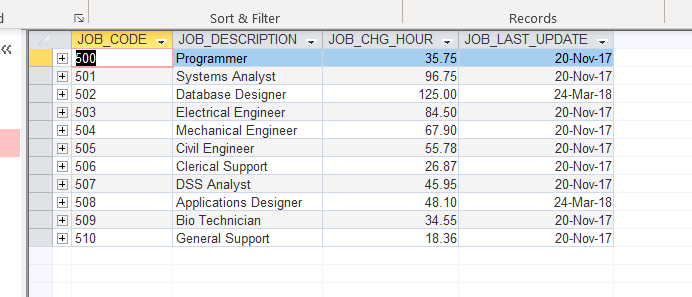 d Sort & Filter Records
JOB_CODE JOB_DESCRIPTION JOB_CHG_HOUR JOB_LAST_UPDATE
500 Programmer 35.75 20-Nov-17
501 Systems Analyst 96.75 20-Nov-17
502 Database Designer 125.00 24-Mar-18
503 Electrical Engineer 84.50 20-Nov-17
504 Mechanical Engineer 67.90 20-Nov-17
505 Civil Engineer 55.78 20-Nov-17
506 Clerical Support 26.87 20-Nov-17
507 DSS Analyst 45.95 20-Nov-17
508 Applications Designer 48.10 24-Mar-18
509 Bio Technician 34.55 20-Nov-17
510 General Support 18.36 20-Nov-17